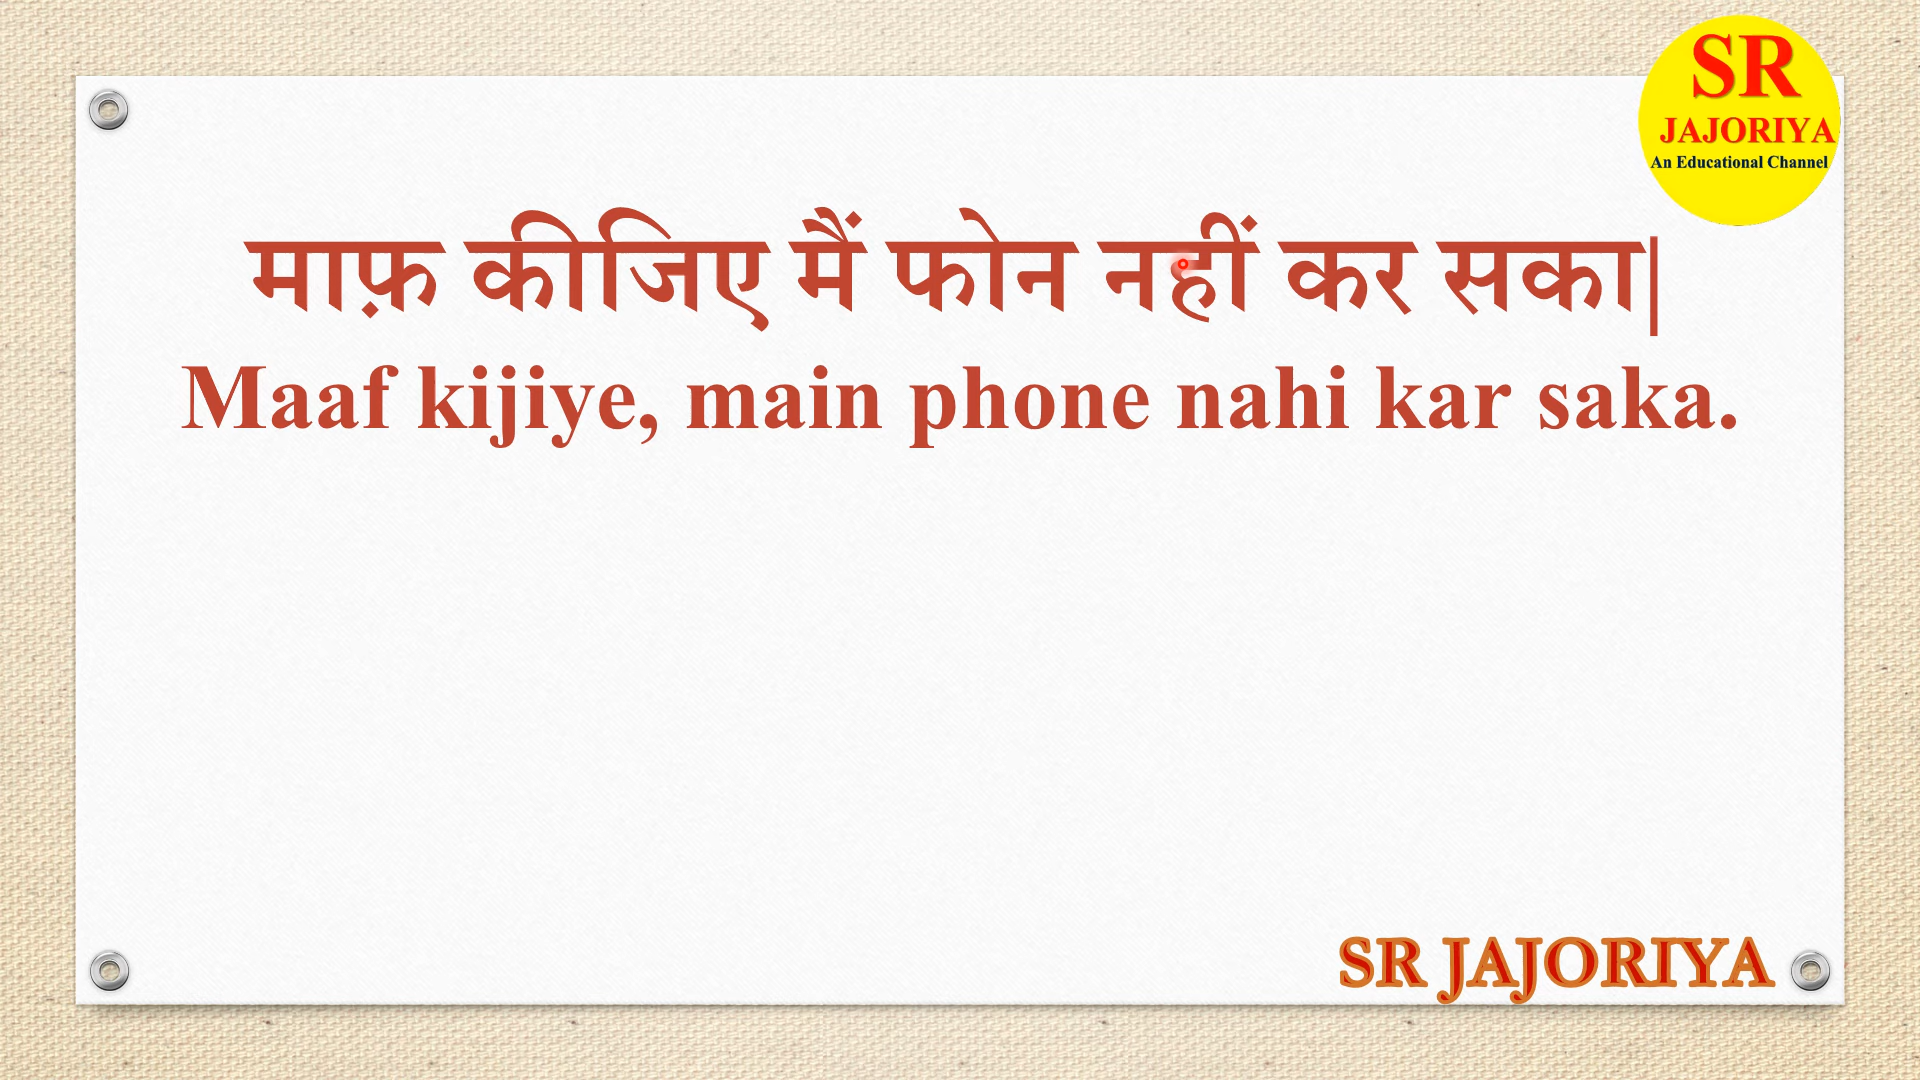 SR
JAJORIYA
An Educational Channel
माफ़ कीजिए मैं फोन नहीं कर सका|
Maaf kijiye, main phone nahi kar saka.
SR JAJORIYA